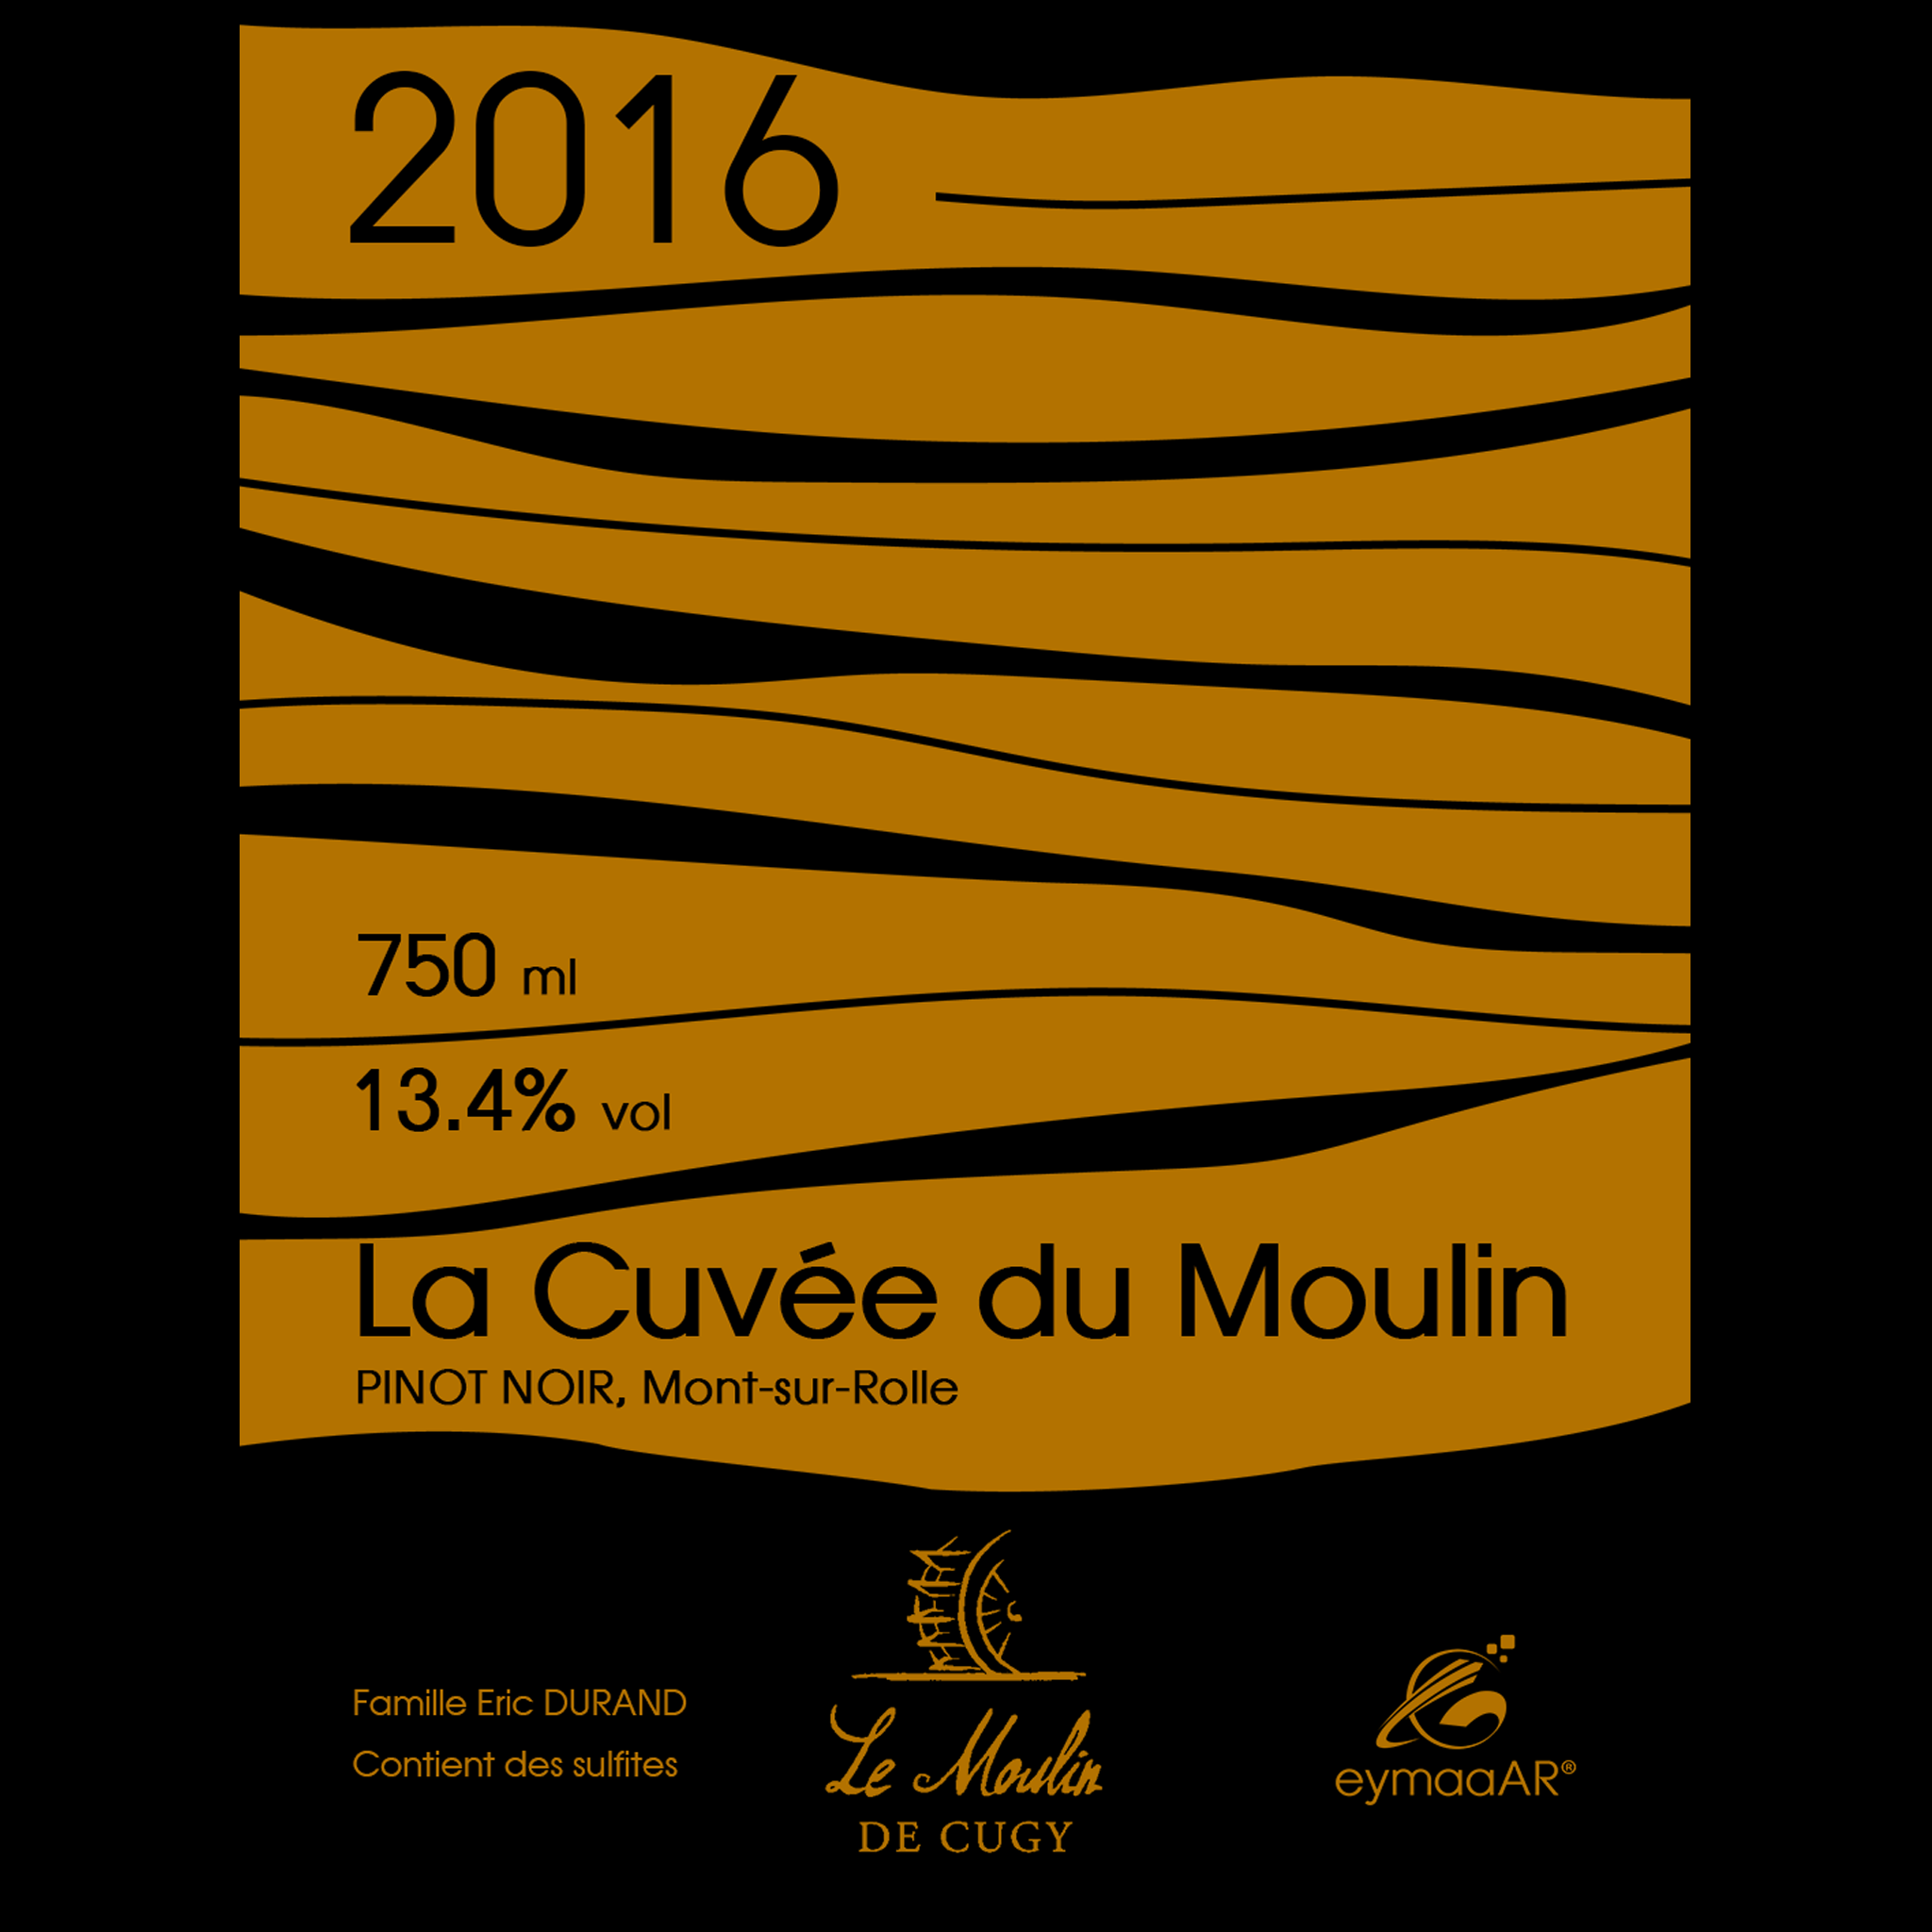 2016
750 ml
13.4% vol
La Cuvée du Moulin
PINOT NOIR, Mont-sur-Rolle
Famille Eric DURAND
Contient des sulfites
Le Moulin
DE CUGY
eymaaAR®